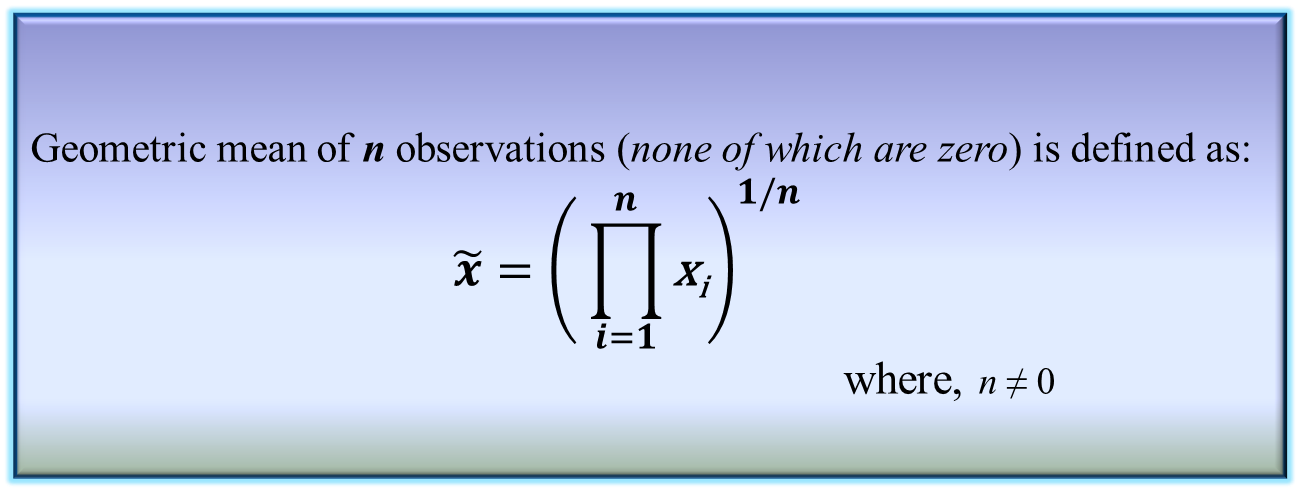 Geometric mean of n observations (none of which are zero) is defined as:
x̃ = ( ∏_{i=1}^{n} x_i )^{1/n}
where, n ≠ 0